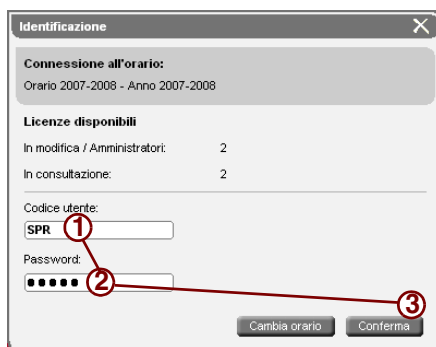 Identificazione
Connessione all'orario:
Orario 2007-2008 - Anno 2007-2008
Licenze disponibili
In modifica / Amministratori: 2
In consultazione: 2
Codice utente:
SPR 1
Password:
●●●●● 2
3
Cambia orario Conferma